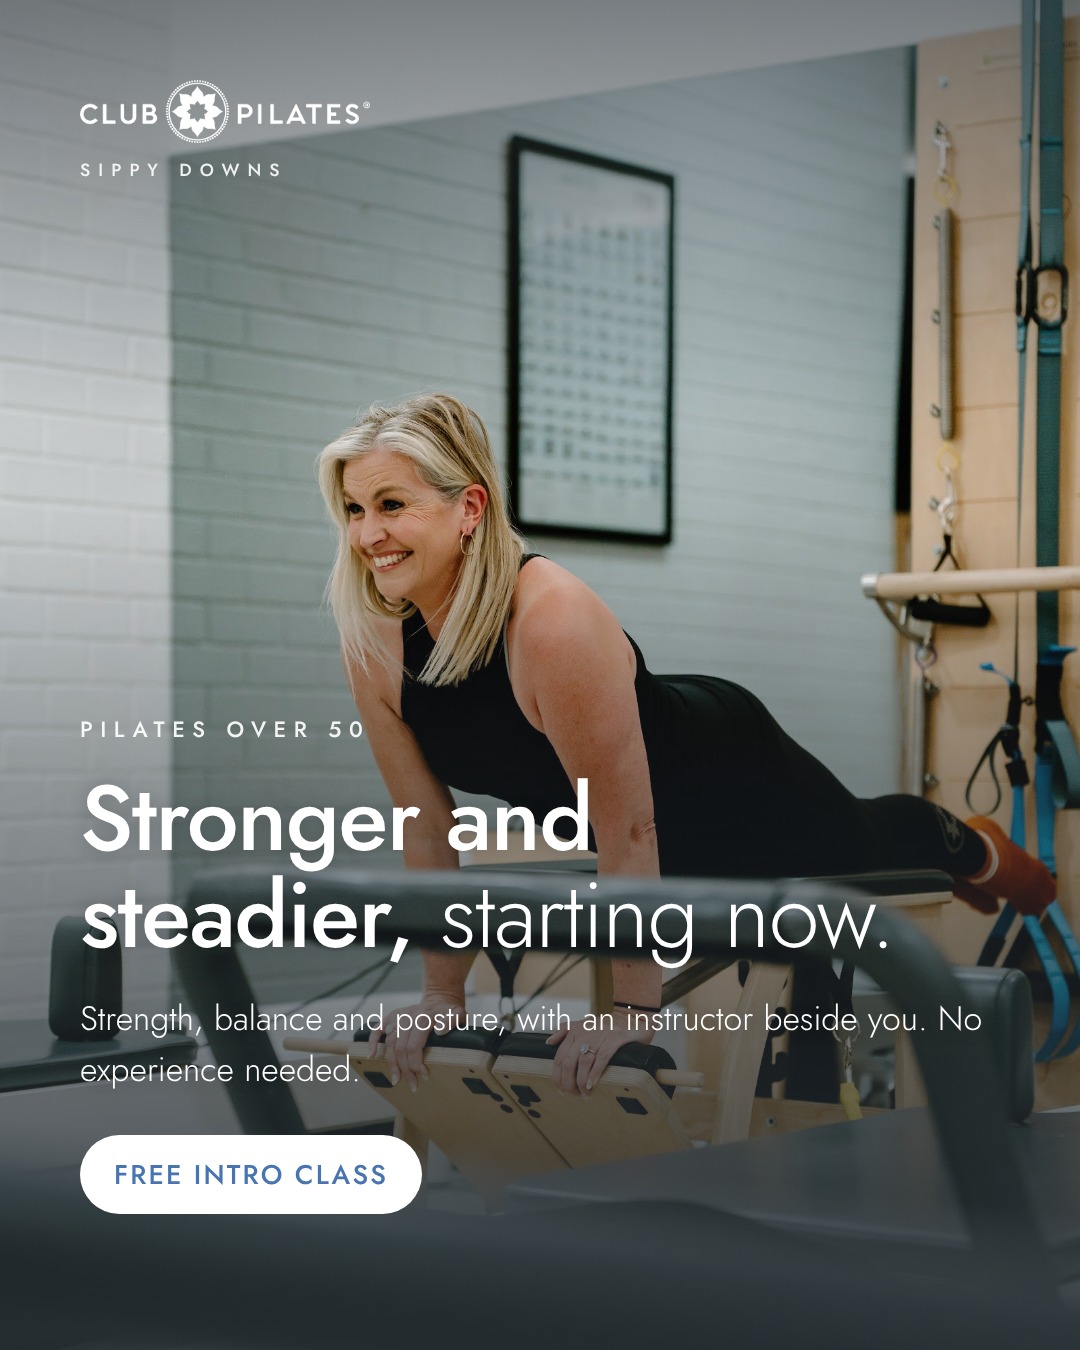 CLUB PILATES®
SIPPY DOWNS
PILATES OVER 50
Stronger and
steadier, starting now.
Strength, balance and posture, with an instructor beside you. No
experience needed.
FREE INTRO CLASS